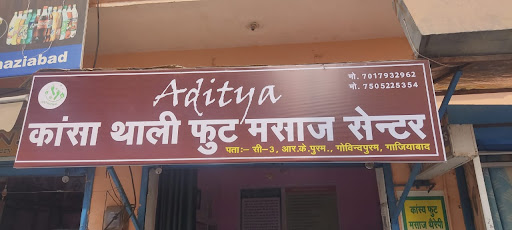 haziabad
Aditya
मो. 7017932962
मो. 7505225354
कांसा थाली फुट मसाज सेन्टर
पता:- सी-3, आर.के.पुरम., गोविन्दपुरम, गाजियाबाद
कांस्य फुट
मसाज थैरेपी